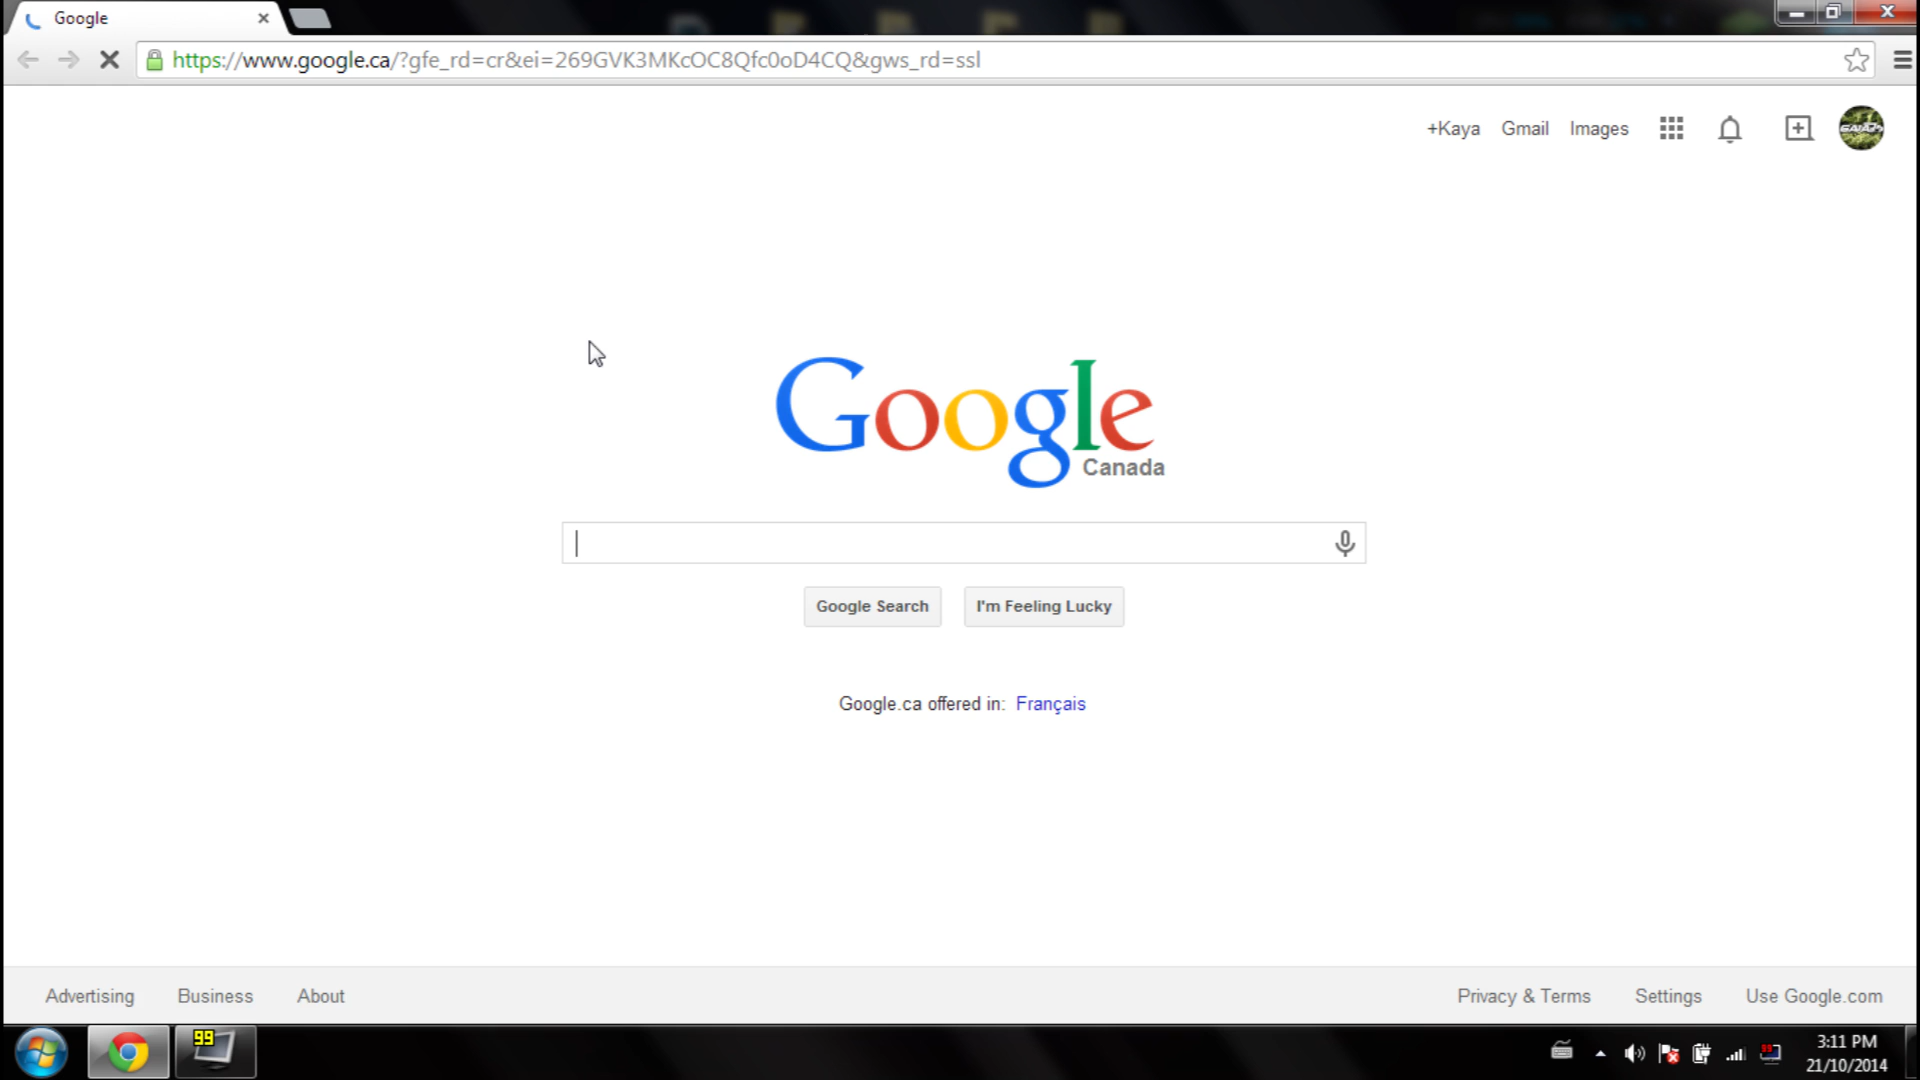 Google
https://www.google.ca/?gfe_rd=cr&ei=269GVK3MKcOC8Qfc0oD4CQ&gws_rd=ssl
+Kaya Gmail Images
GAIA75
Google
Canada
Google Search I'm Feeling Lucky
Google.ca offered in: Français
Advertising Business About Privacy & Terms Settings Use Google.com
99
3:11 PM
21/10/2014